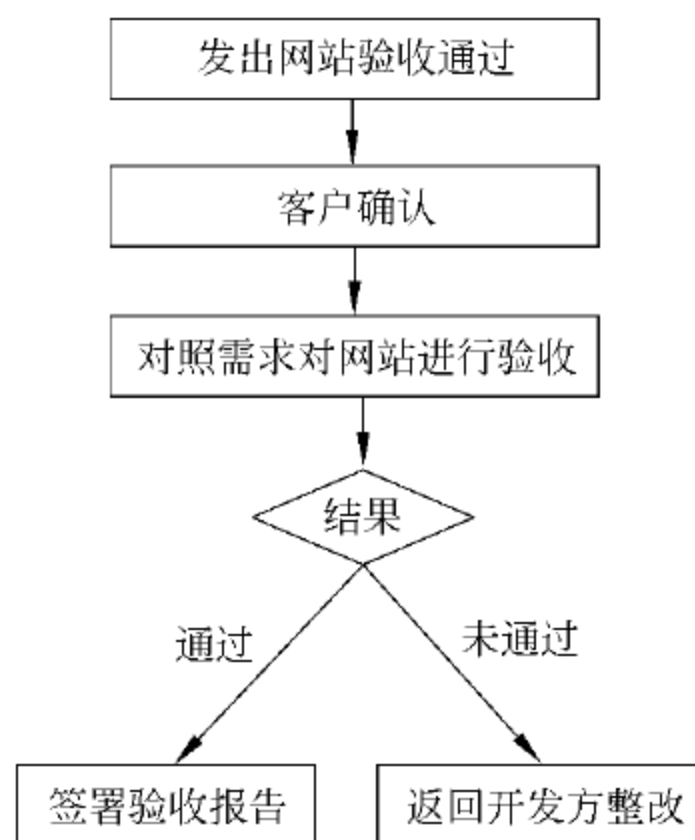 发出网站验收通过
客户确认
对照需求对网站进行验收
结果
通过
未通过
签署验收报告
返回开发方整改